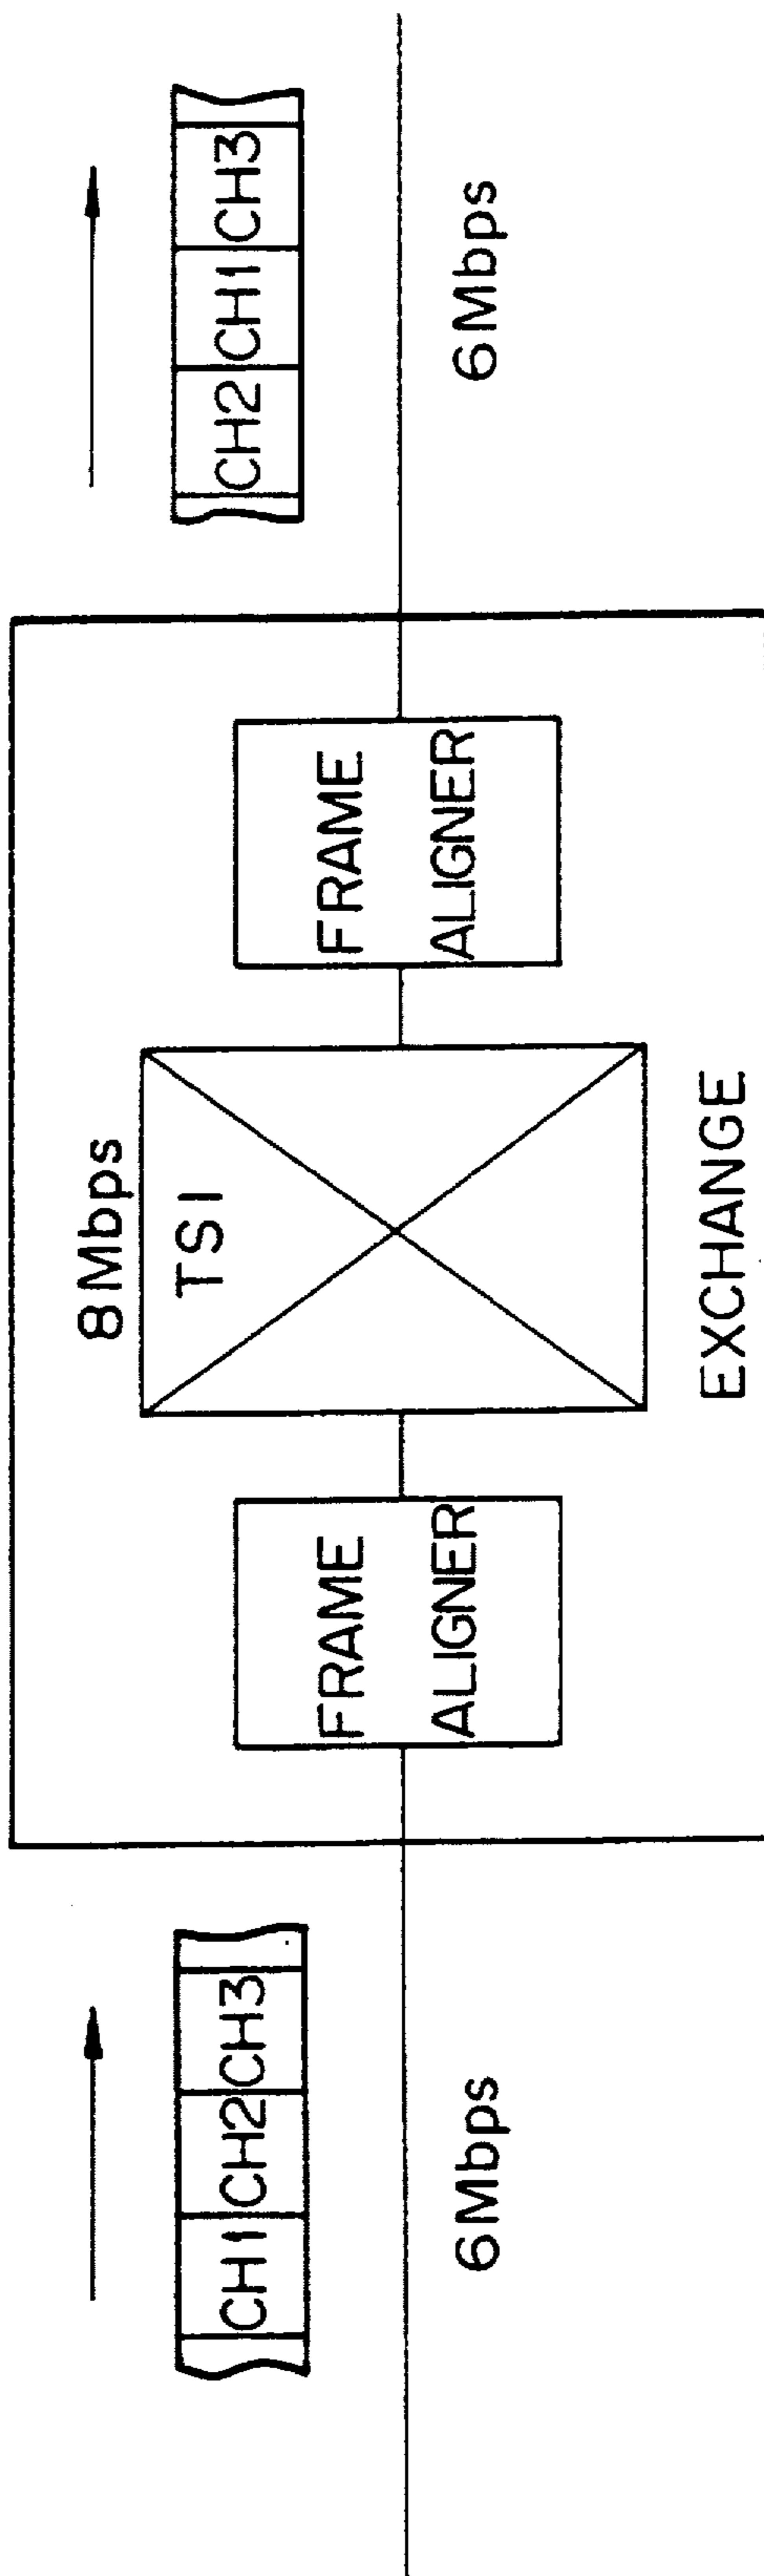 CH1 CH2 CH3
6Mbps
FRAME
ALIGNER
8Mbps
TSI
FRAME
ALIGNER
EXCHANGE
CH2 CH1 CH3
6Mbps